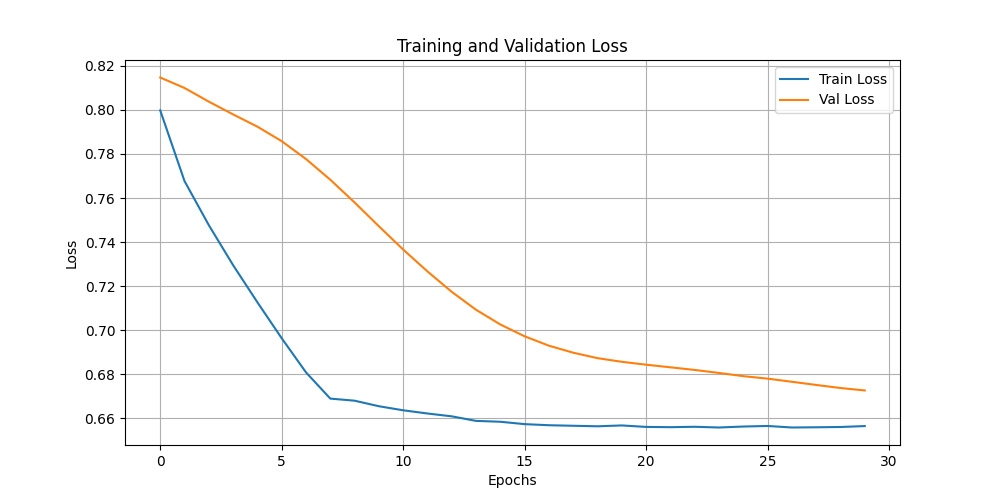 Training and Validation Loss
Train Loss
Val Loss
0.82
0.80
0.78
0.76
0.74
0.72
0.70
0.68
0.66
Loss
0 5 10 15 20 25 30
Epochs